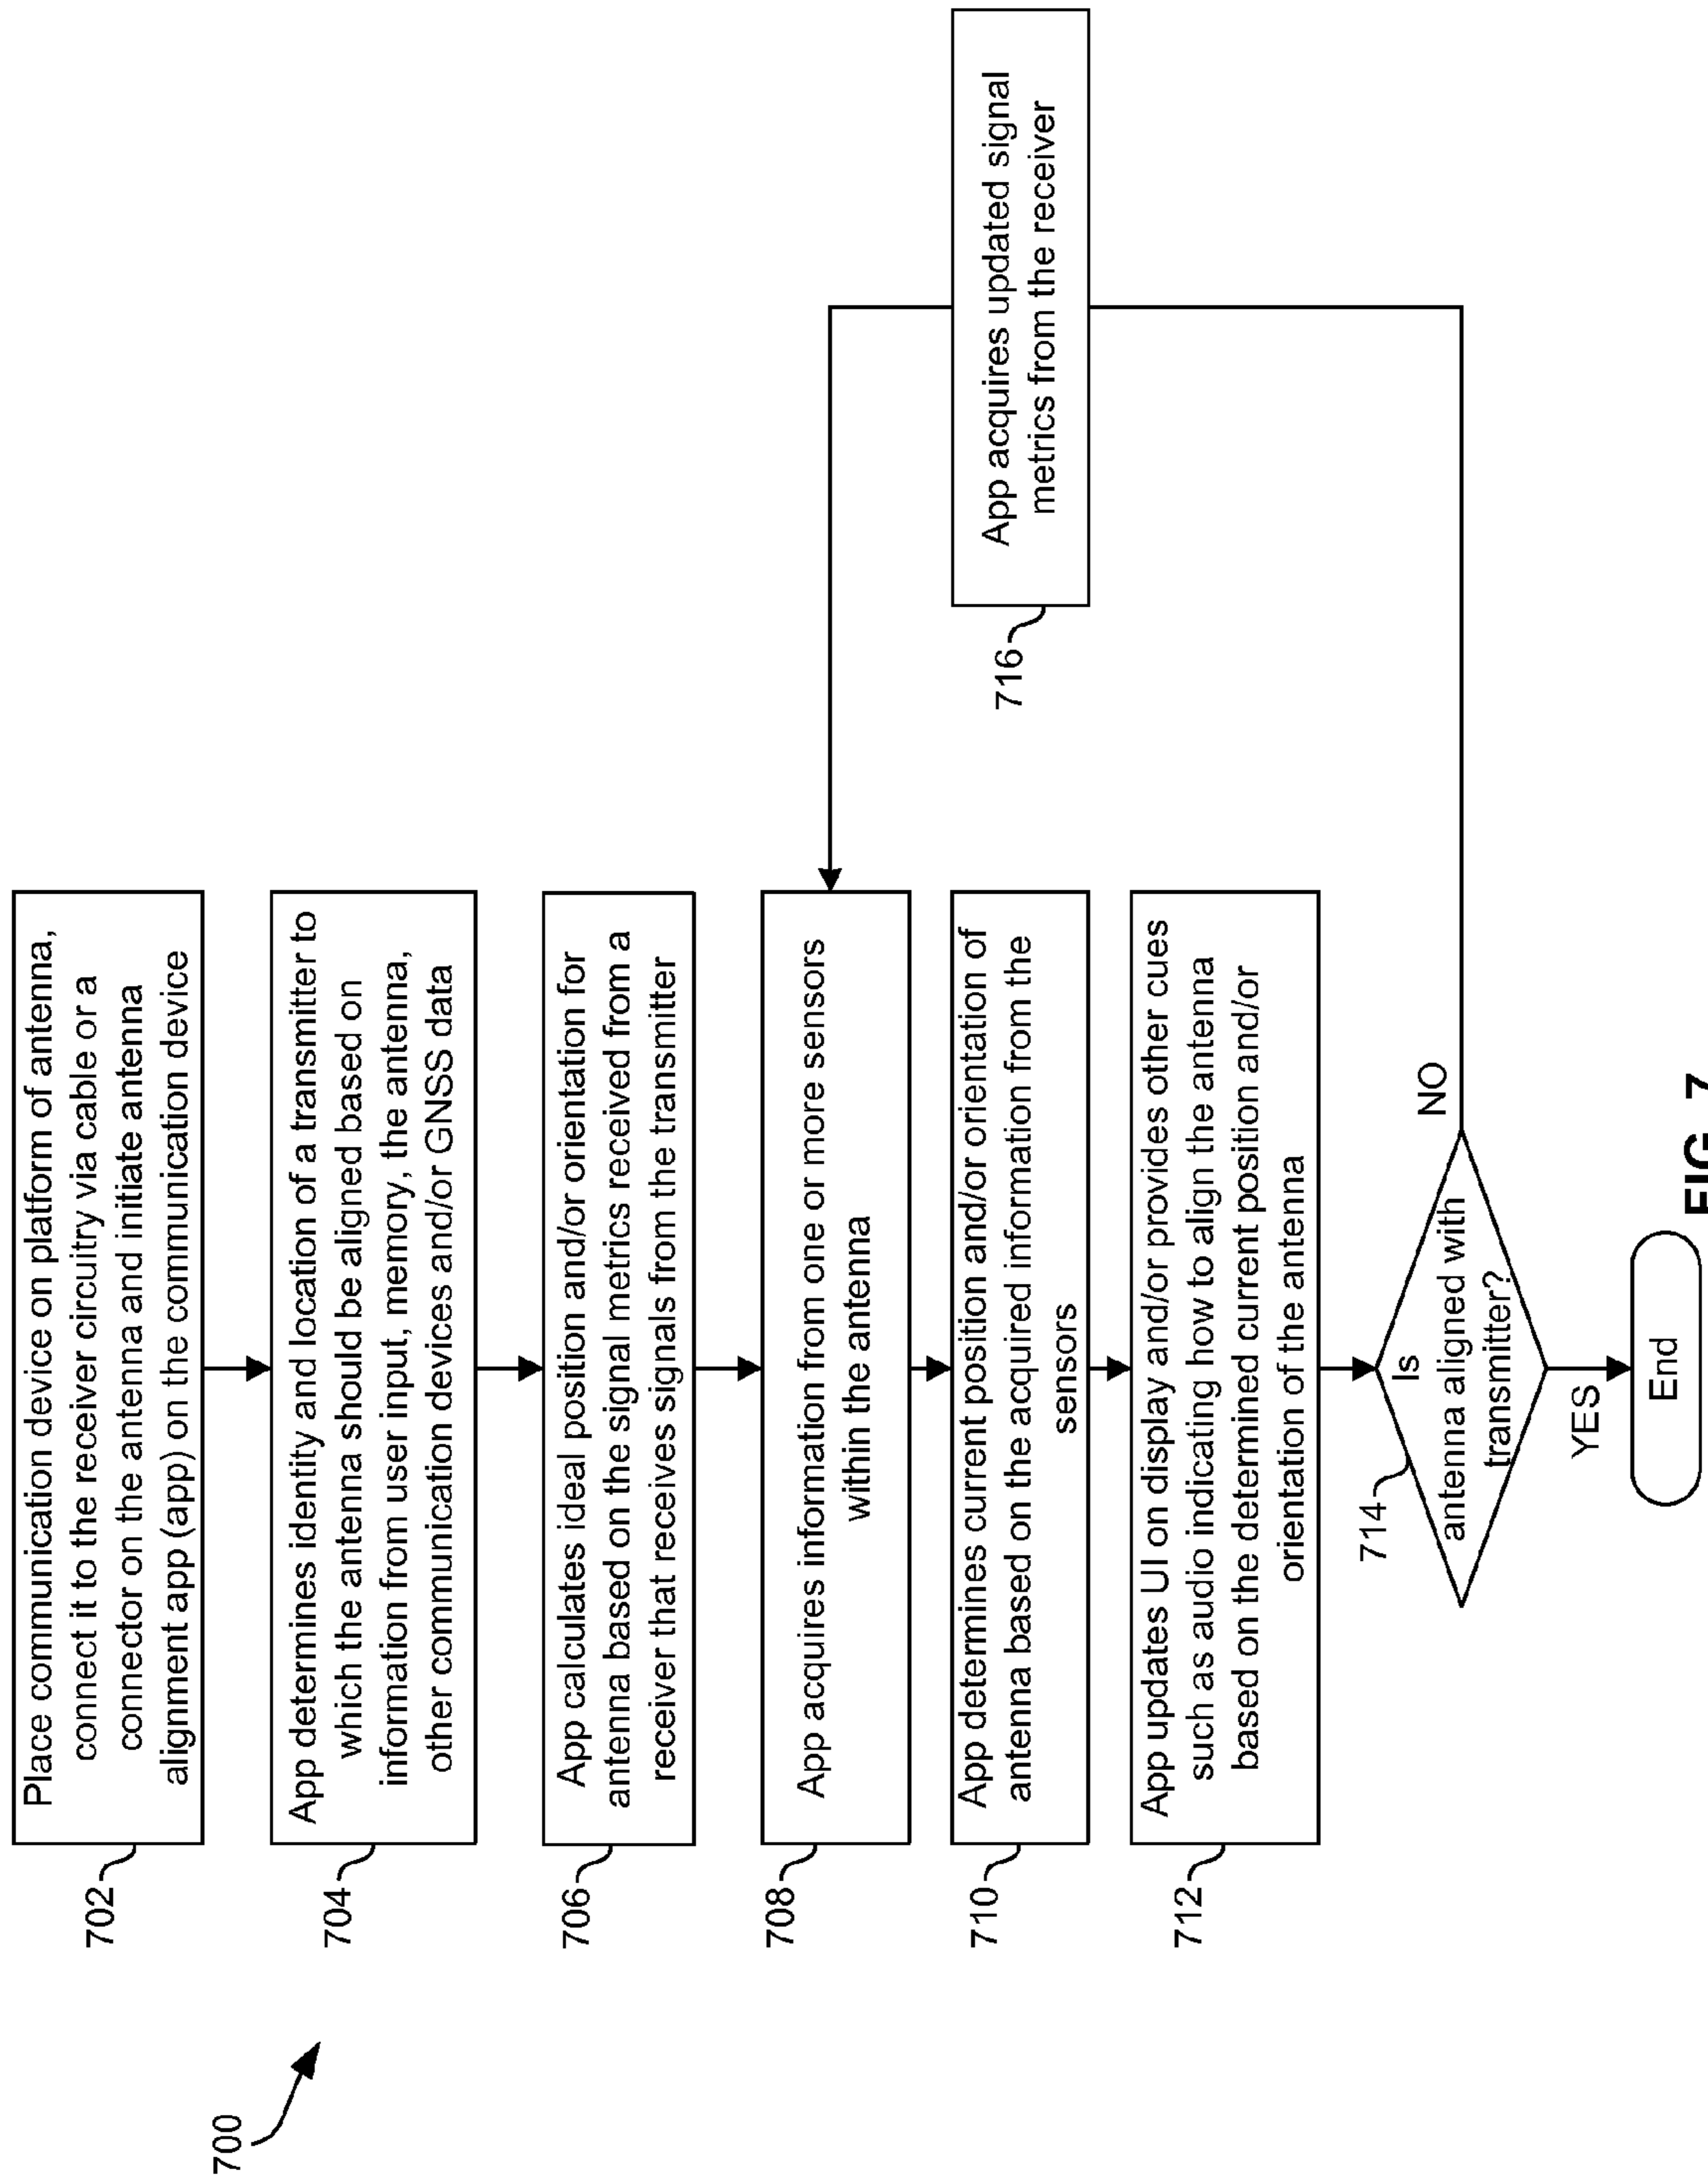 700
702
Place communication device on platform of antenna,
connect it to the receiver circuitry via cable or a
connector on the antenna and initiate antenna
alignment app (app) on the communication device
704
App determines identity and location of a transmitter to
which the antenna should be aligned based on
information from user input, memory, the antenna,
other communication devices and/or GNSS data
706
App calculates ideal position and/or orientation for
antenna based on the signal metrics received from a
receiver that receives signals from the transmitter
708
App acquires information from one or more sensors
within the antenna
710
App determines current position and/or orientation of
antenna based on the acquired information from the
sensors
712
App updates UI on display and/or provides other cues
such as audio indicating how to align the antenna
based on the determined current position and/or
orientation of the antenna
714
Is
antenna aligned with
transmitter?
NO
716
App acquires updated signal
metrics from the receiver
YES
End
FIG. 7